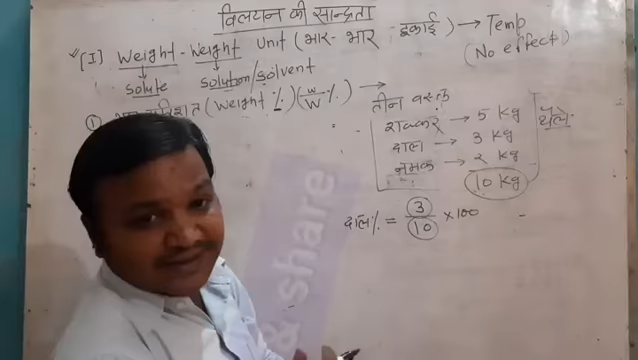 विलयन की सान्द्रता
[I] Weight-Weight Unit (भार-भार इकाई) → Temp
(No effect)
↓ ↓
solute solution/solvent
① प्रतिशत (Weight %) (w/W %) →
तीन वस्तु
शक्कर → 5 Kg
दाल → 3 Kg
नमक → २ Kg
10 Kg
थैले
दाल% = 3/10 ×100
& share